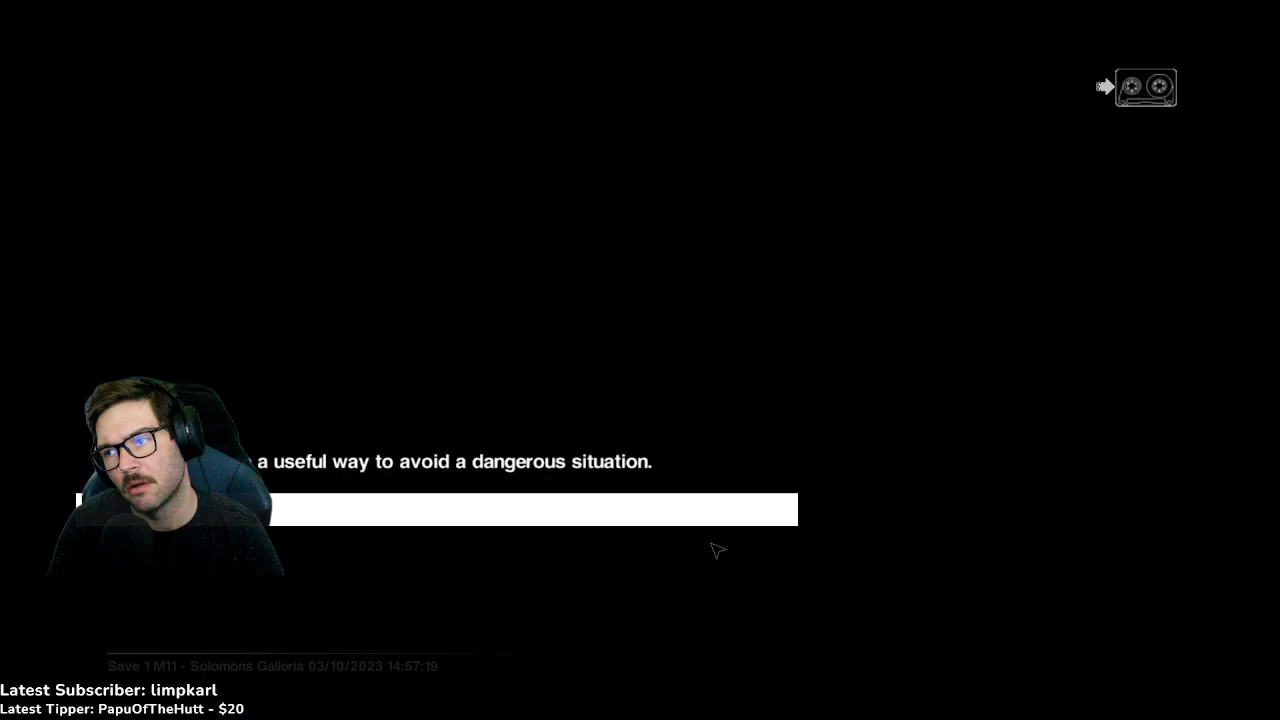 a useful way to avoid a dangerous situation.
Save 1 M11 - Solomons Galleria 03/10/2023 14:57:19
Latest Subscriber: limpkarl
Latest Tipper: PapuOfTheHutt - $20